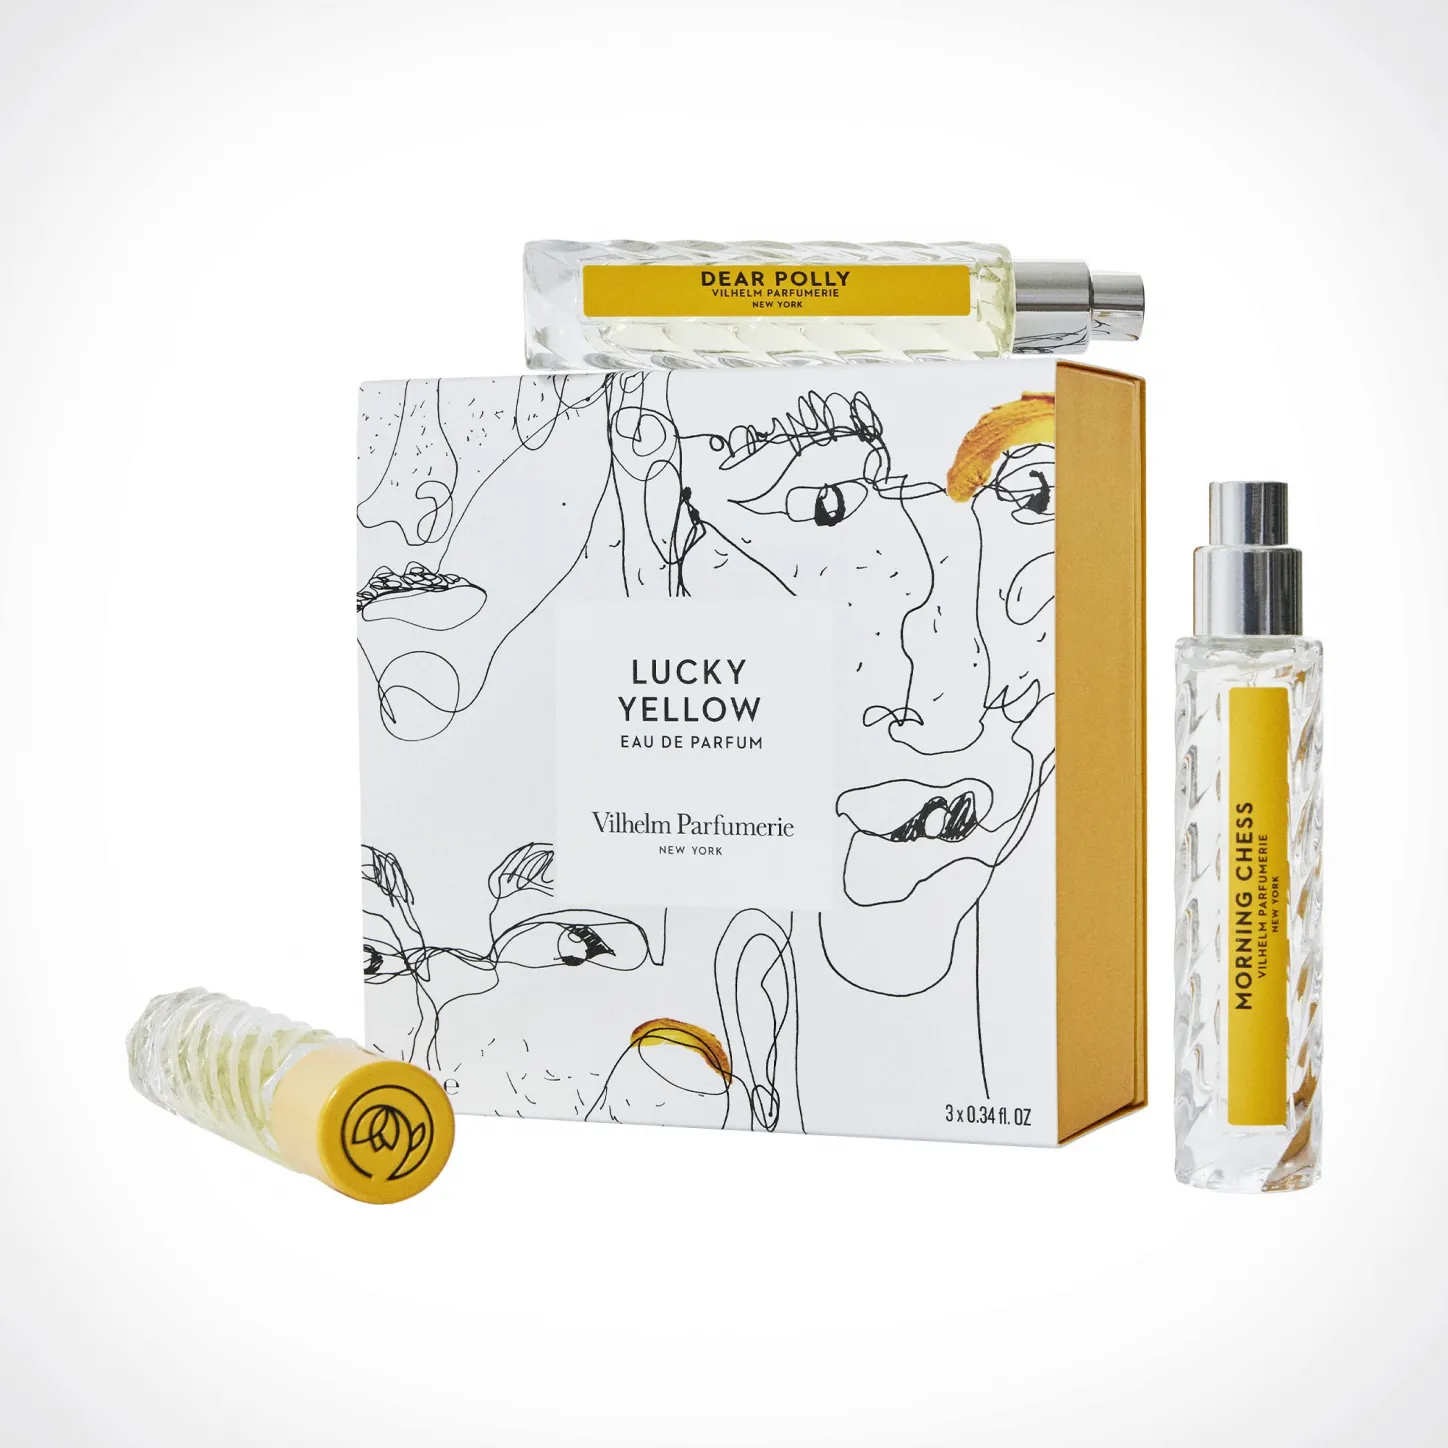 DEAR POLLY
VILHELM PARFUMERIE
NEW YORK
LUCKY
YELLOW
EAU DE PARFUM
Vilhelm Parfumerie
NEW YORK
e
3 x 0.34 fl. OZ
MORNING CHESS
VILHELM PARFUMERIE
NEW YORK